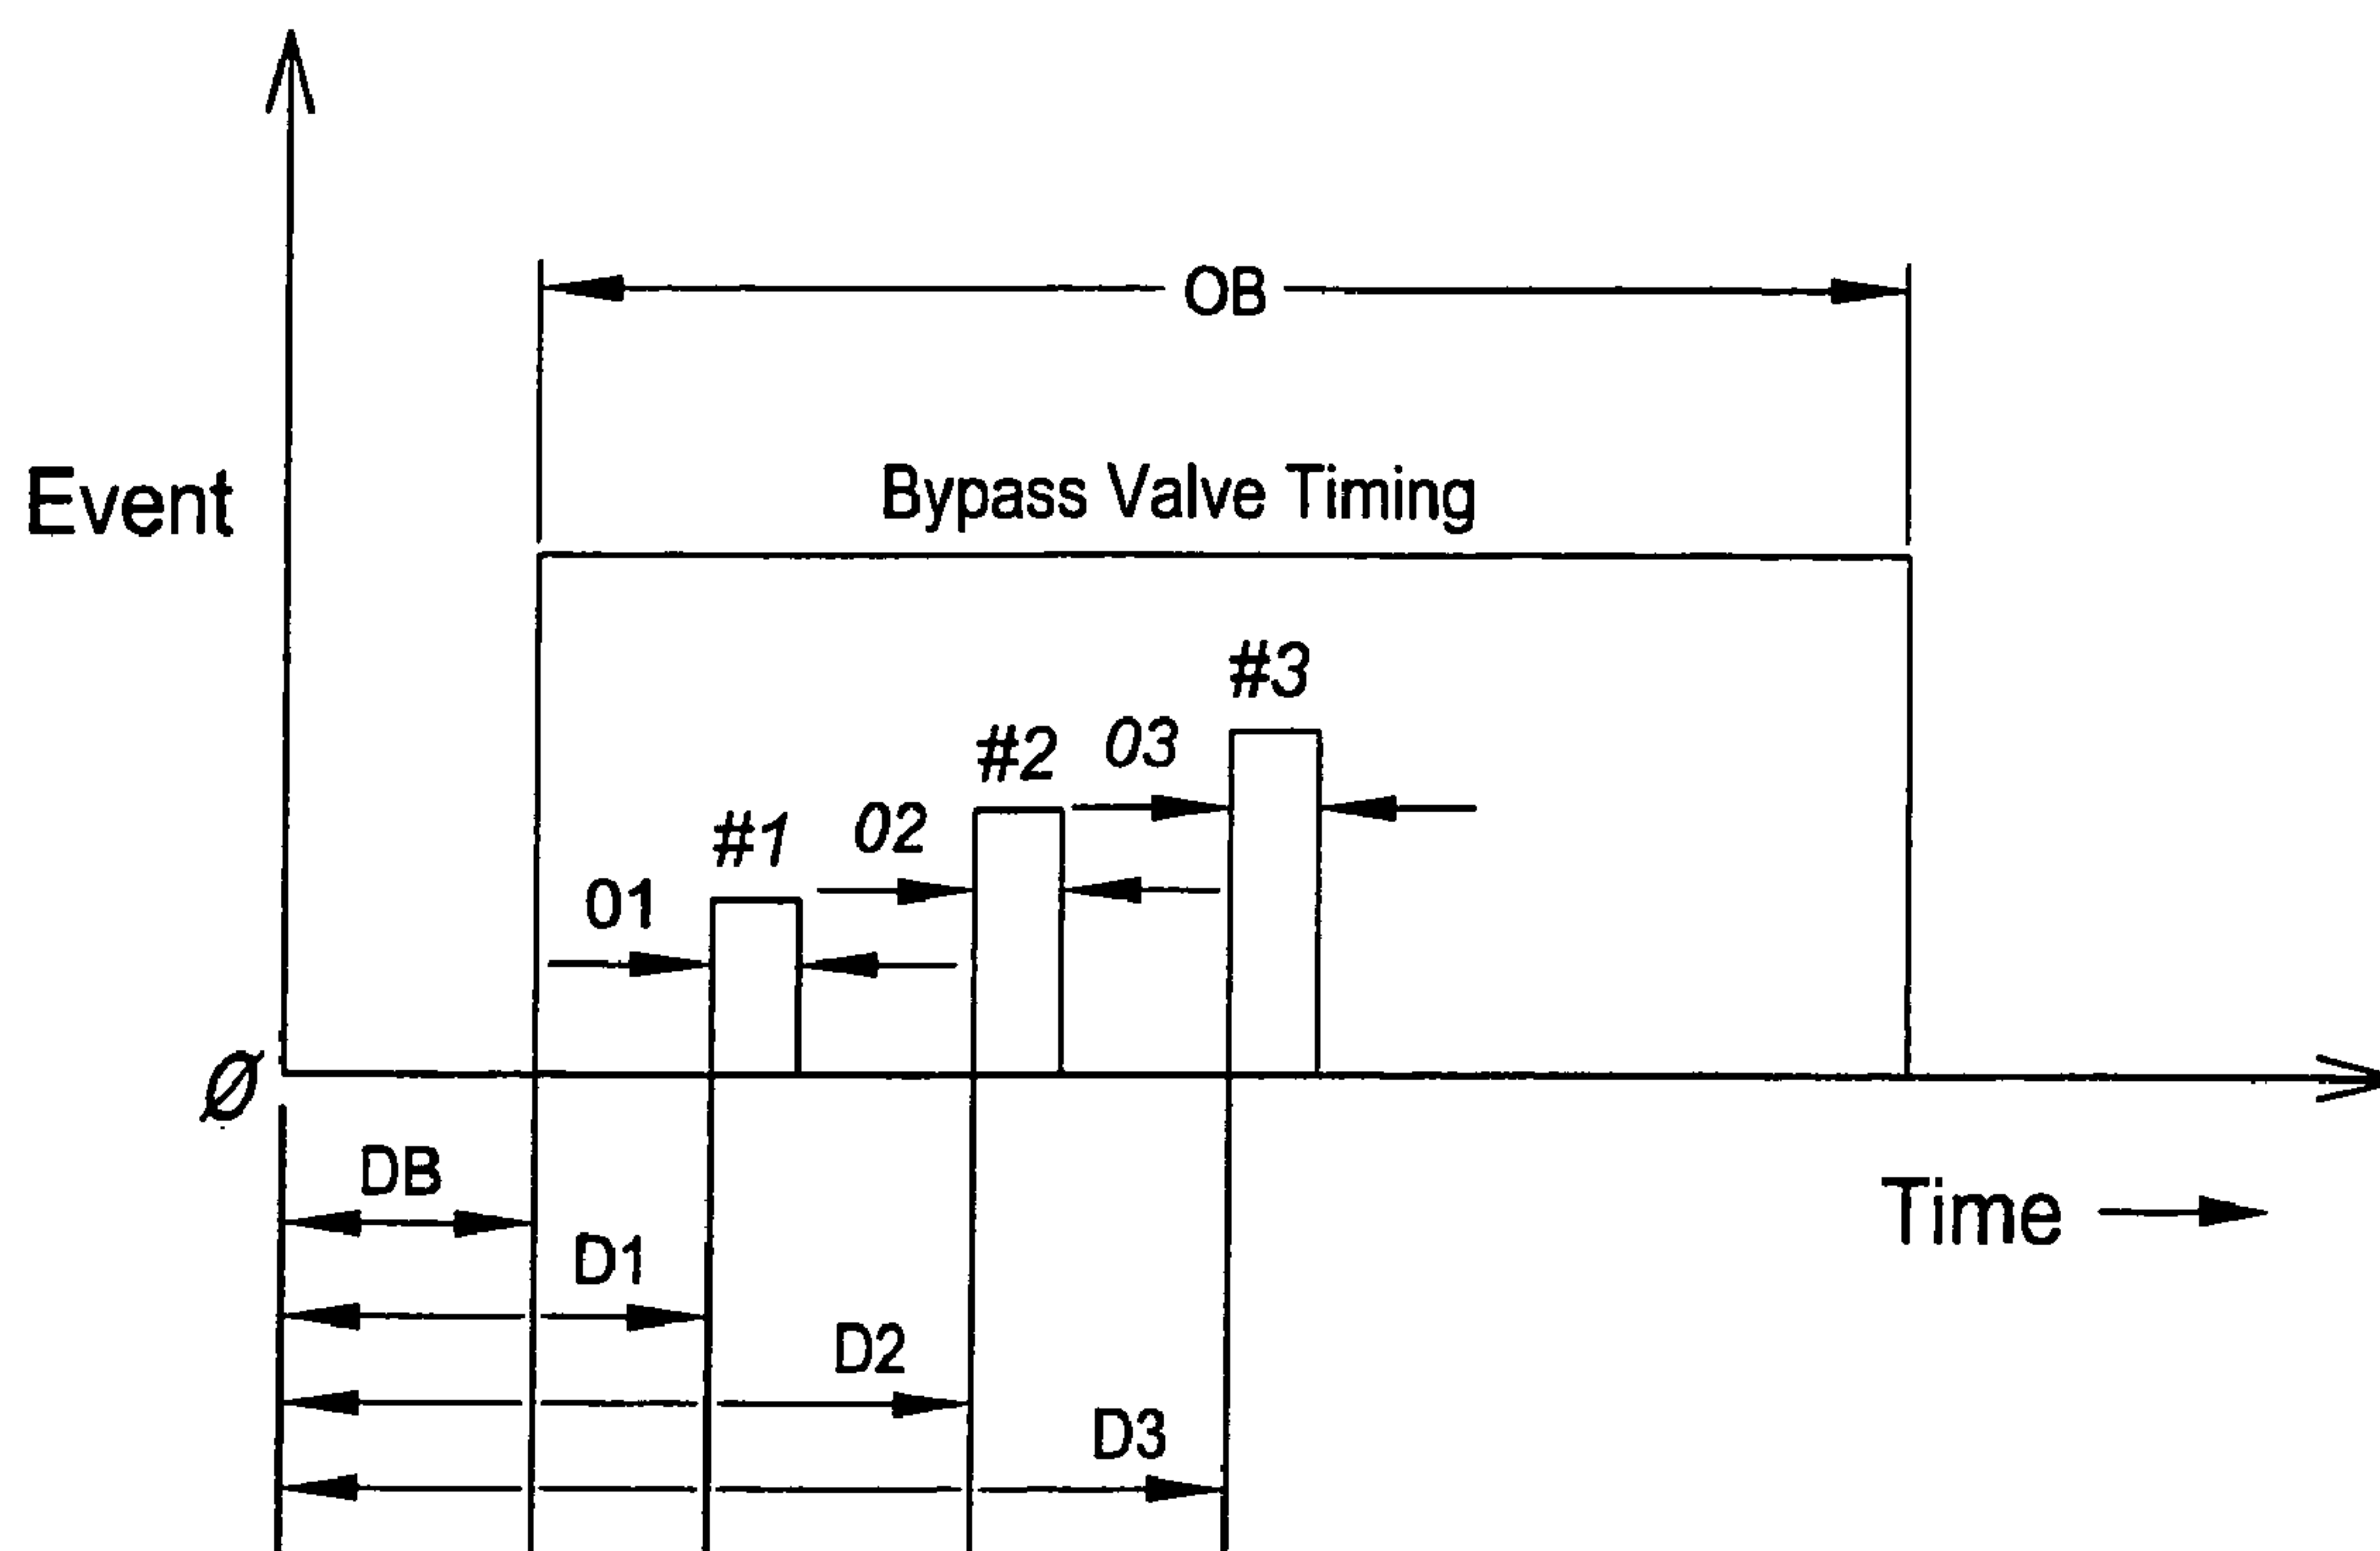 OB
Event
Bypass Valve Timing
#3
#2
03
#1
02
01
Ø
DB
Time
D1
D2
D3